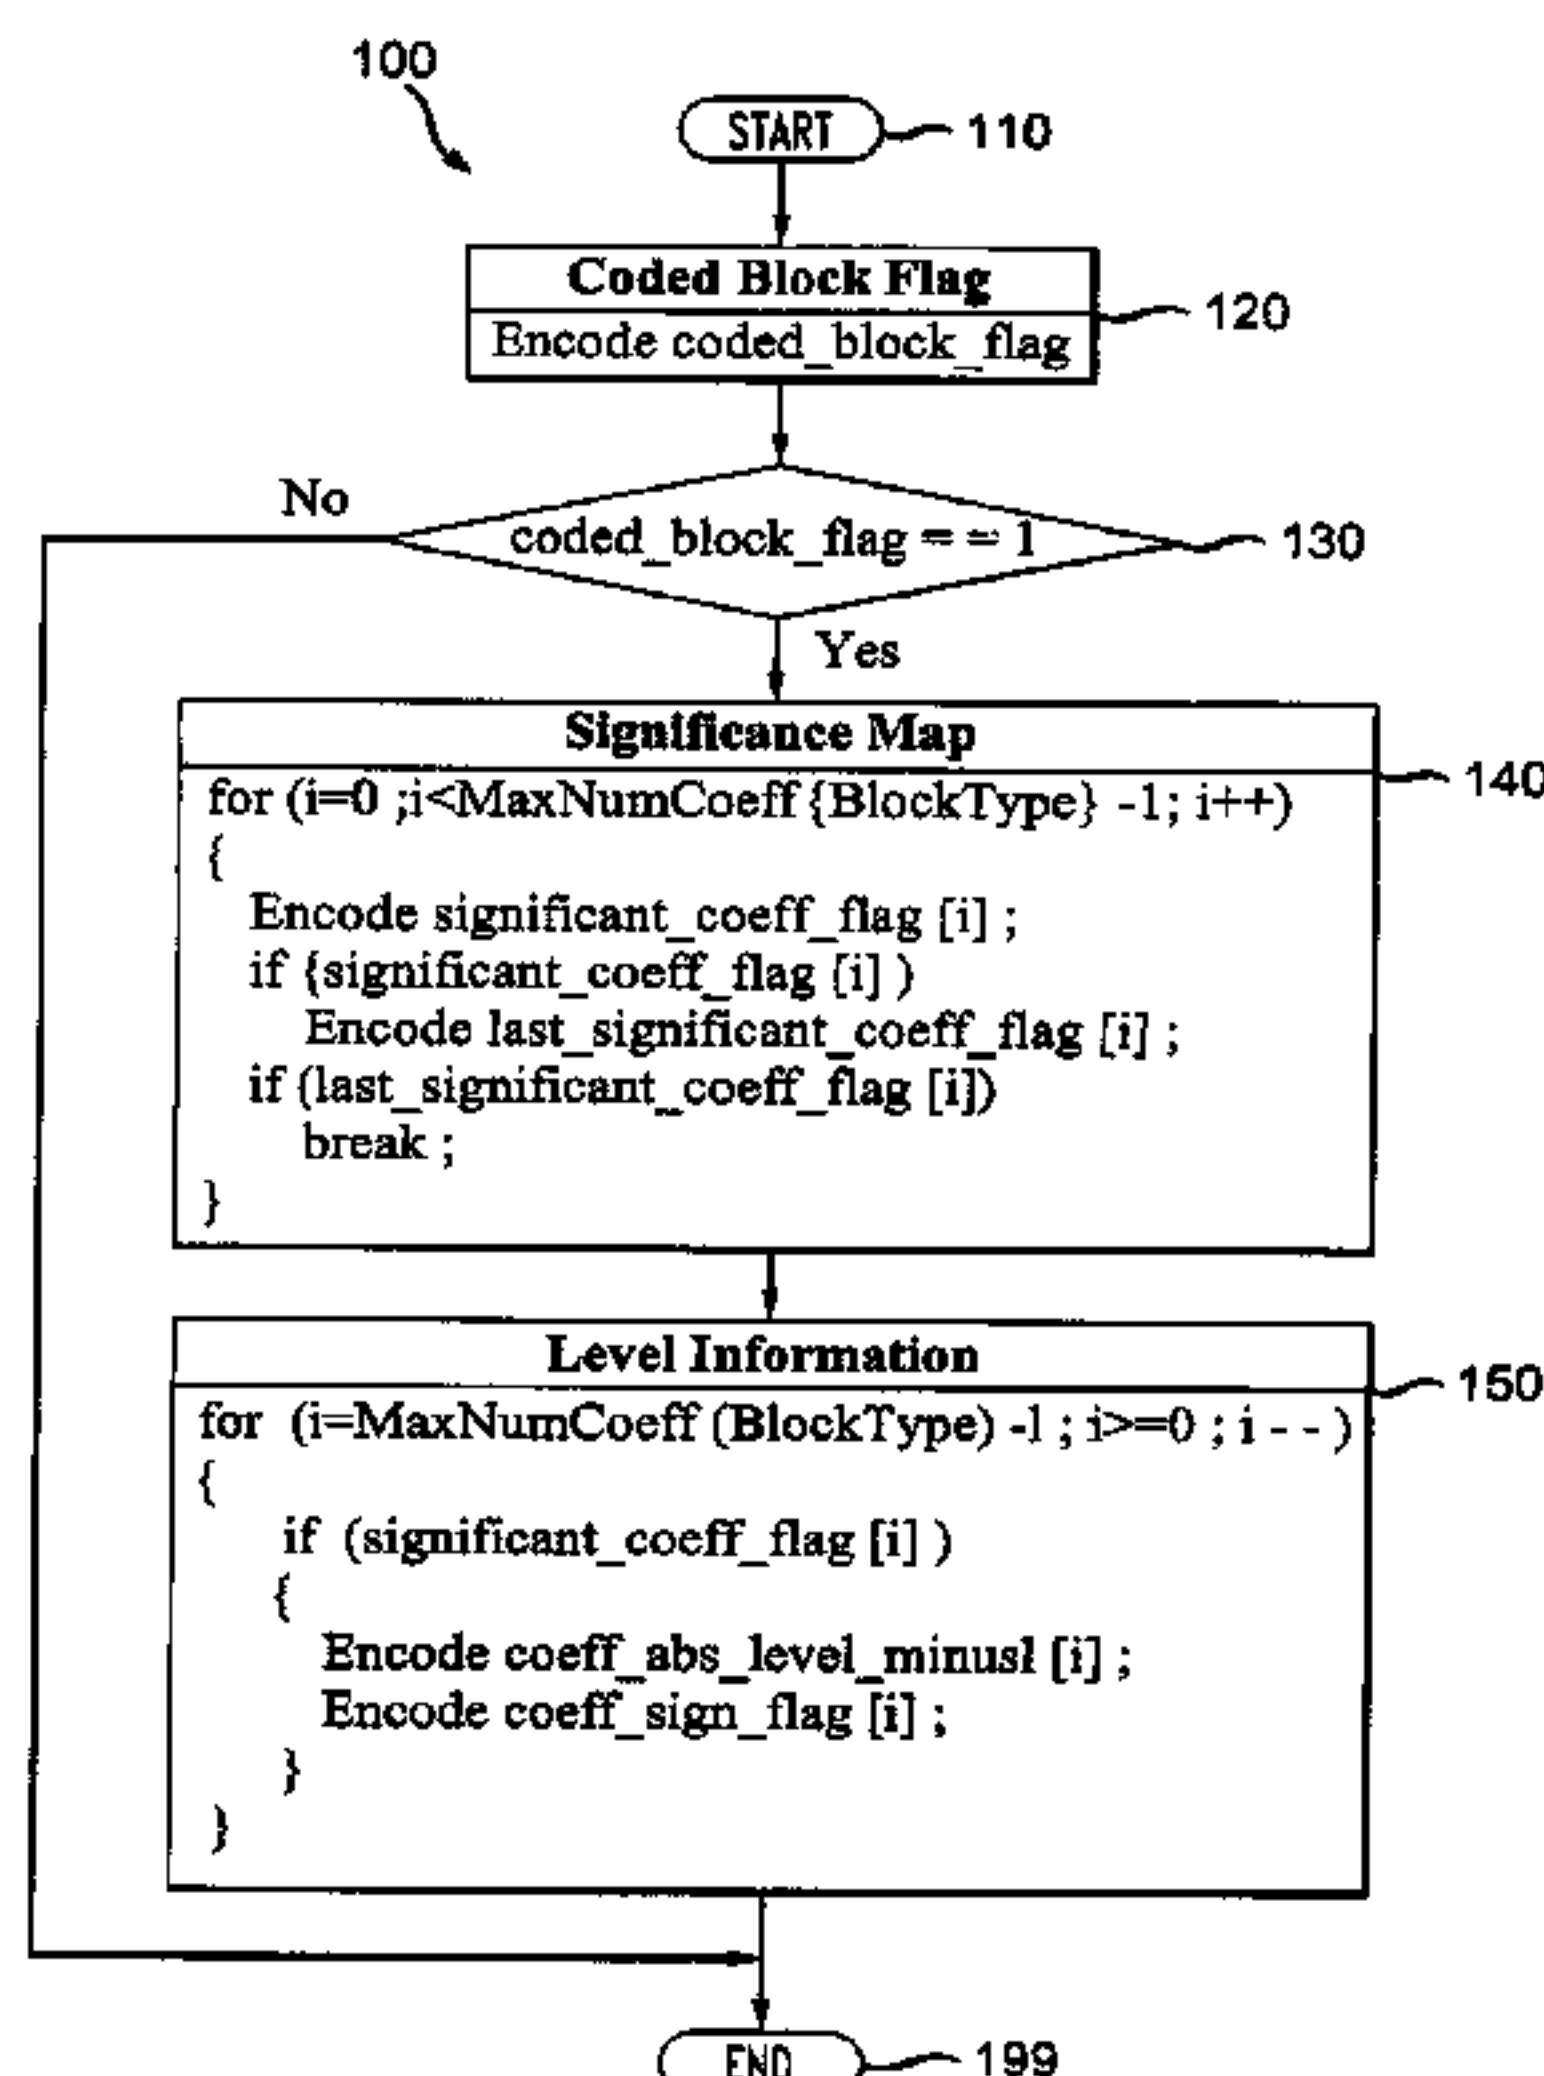 100
START
110
Coded Block Flag
120
Encode coded_block_flag
No
coded_block_flag = = 1
130
Yes
Significance Map
140
for (i=0 ;i<MaxNumCoeff {BlockType} -1; i++)
{
Encode significant_coeff_flag [i] ;
if {significant_coeff_flag [i] )
Encode last_significant_coeff_flag [i] ;
if (last_significant_coeff_flag [i])
break ;
}
Level Information
150
for (i=MaxNumCoeff (BlockType) -1 ; i>=0 ; i - - )
{
if (significant_coeff_flag [i] )
{
Encode coeff_abs_level_minus1 [i] ;
Encode coeff_sign_flag [i] ;
}
}
END
199